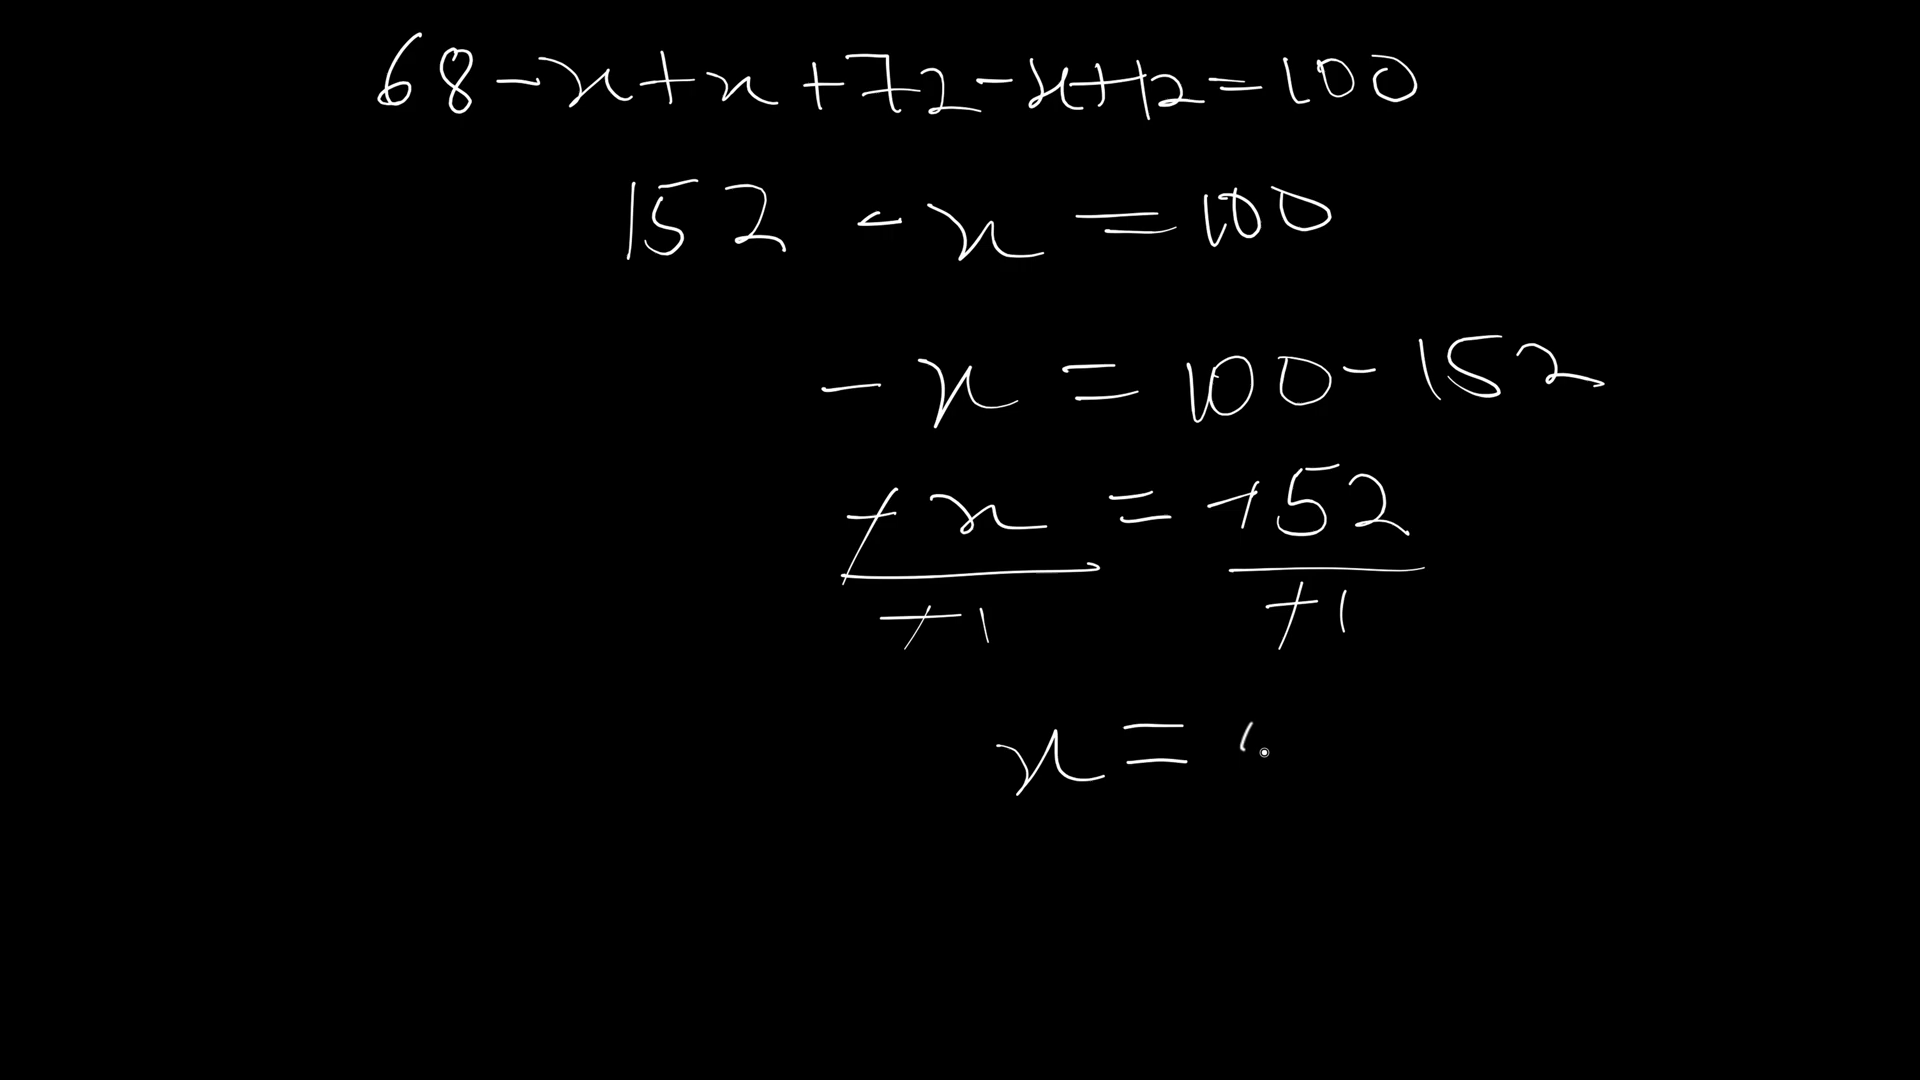 68-x+x+72-x+12=100
152 - x = 100
-x = 100-152
-x = -52
-1 -1
x =